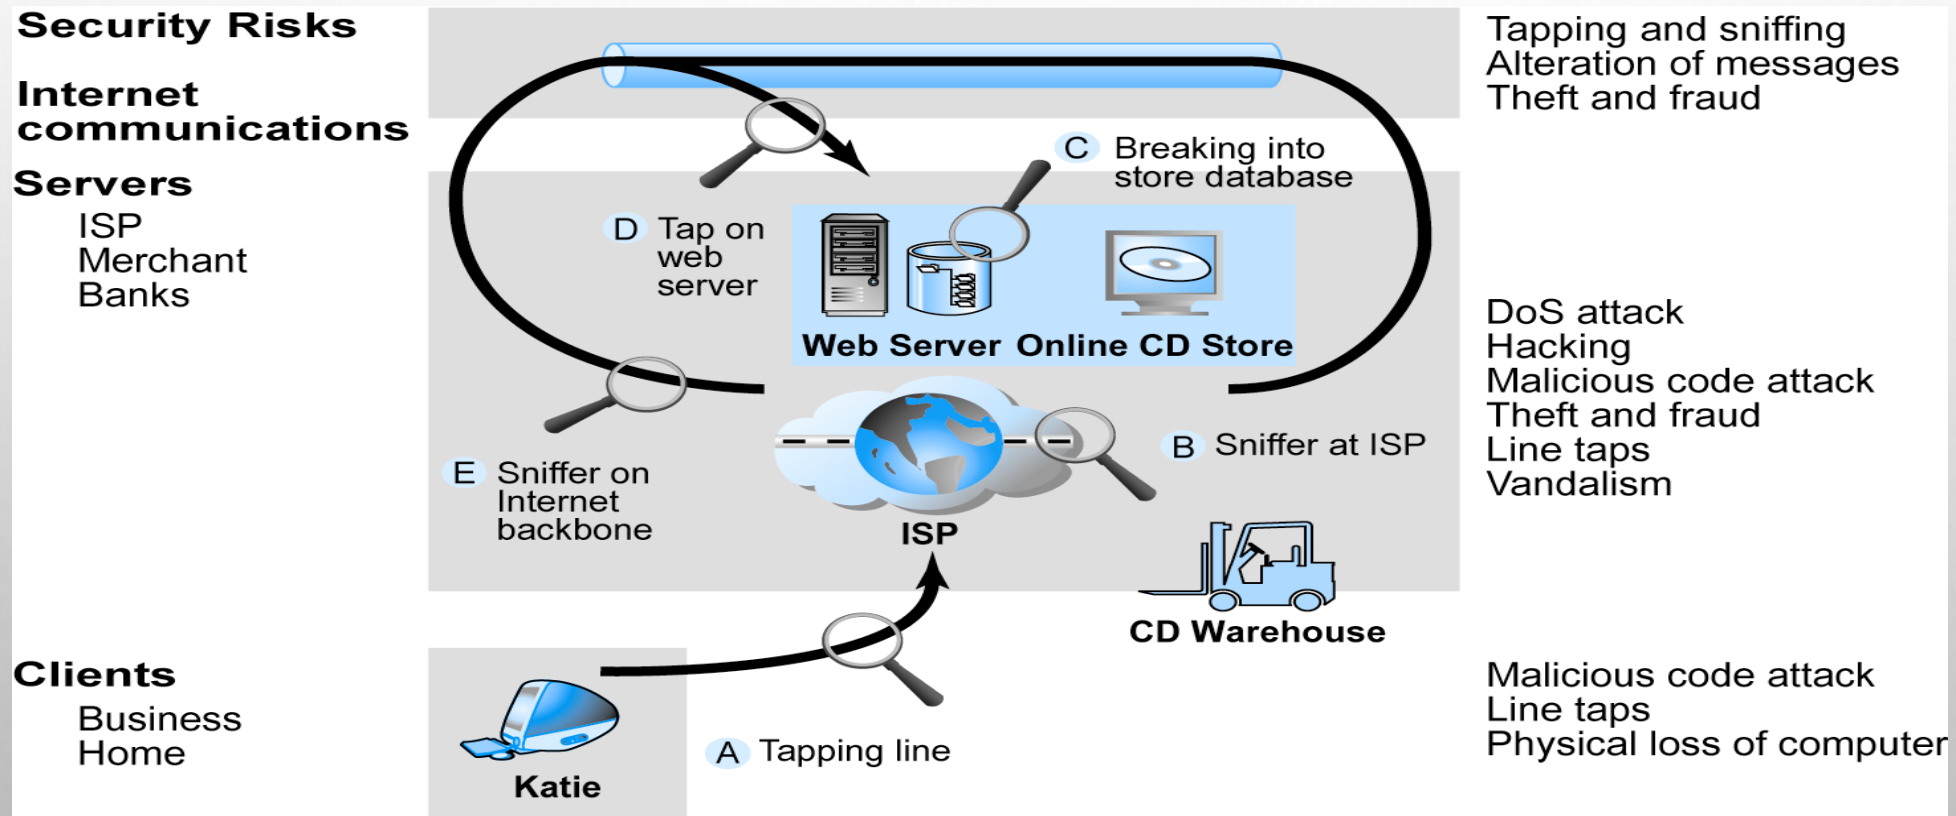 Security Risks
Internet
communications
Servers
ISP
Merchant
Banks
Clients
Business
Home
C Breaking into
store database
D Tap on
web
server
Web Server
Online CD Store
E Sniffer on
Internet
backbone
B Sniffer at ISP
ISP
CD Warehouse
A Tapping line
Katie
Tapping and sniffing
Alteration of messages
Theft and fraud
DoS attack
Hacking
Malicious code attack
Theft and fraud
Line taps
Vandalism
Malicious code attack
Line taps
Physical loss of computer